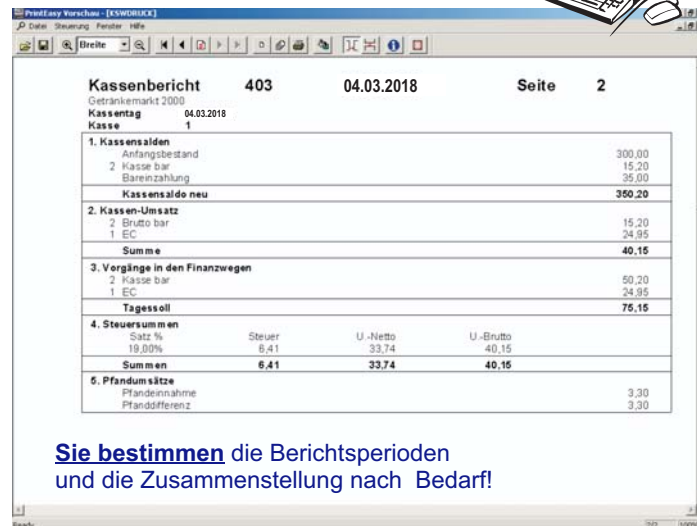 PrintEasy Vorschau - [KSWDRUCK]
Datei Steuerung Fenster Hilfe
Breite
Kassenbericht 403 04.03.2018 Seite 2
Getränkemarkt 2000
Kassentag 04.03.2018
Kasse 1
1. Kassensalden
Anfangsbestand 300,00
2 Kasse bar 15,20
Bareinzahlung 35,00
Kassensaldo neu 350,20
2. Kassen-Umsatz
2 Brutto bar 15,20
1 EC 24,95
Summe 40,15
3. Vorgänge in den Finanzwegen
2 Kasse bar 50,20
1 EC 24,95
Tagessoll 75,15
4. Steuersummen
Satz % Steuer U.-Netto U.-Brutto
19,00% 6,41 33,74 40,15
Summen 6,41 33,74 40,15
5. Pfandumsätze
Pfandeinnahme 3,30
Pfanddifferenz 3,30
Sie bestimmen die Berichtsperioden
und die Zusammenstellung nach Bedarf!
Ready 2/2 100%